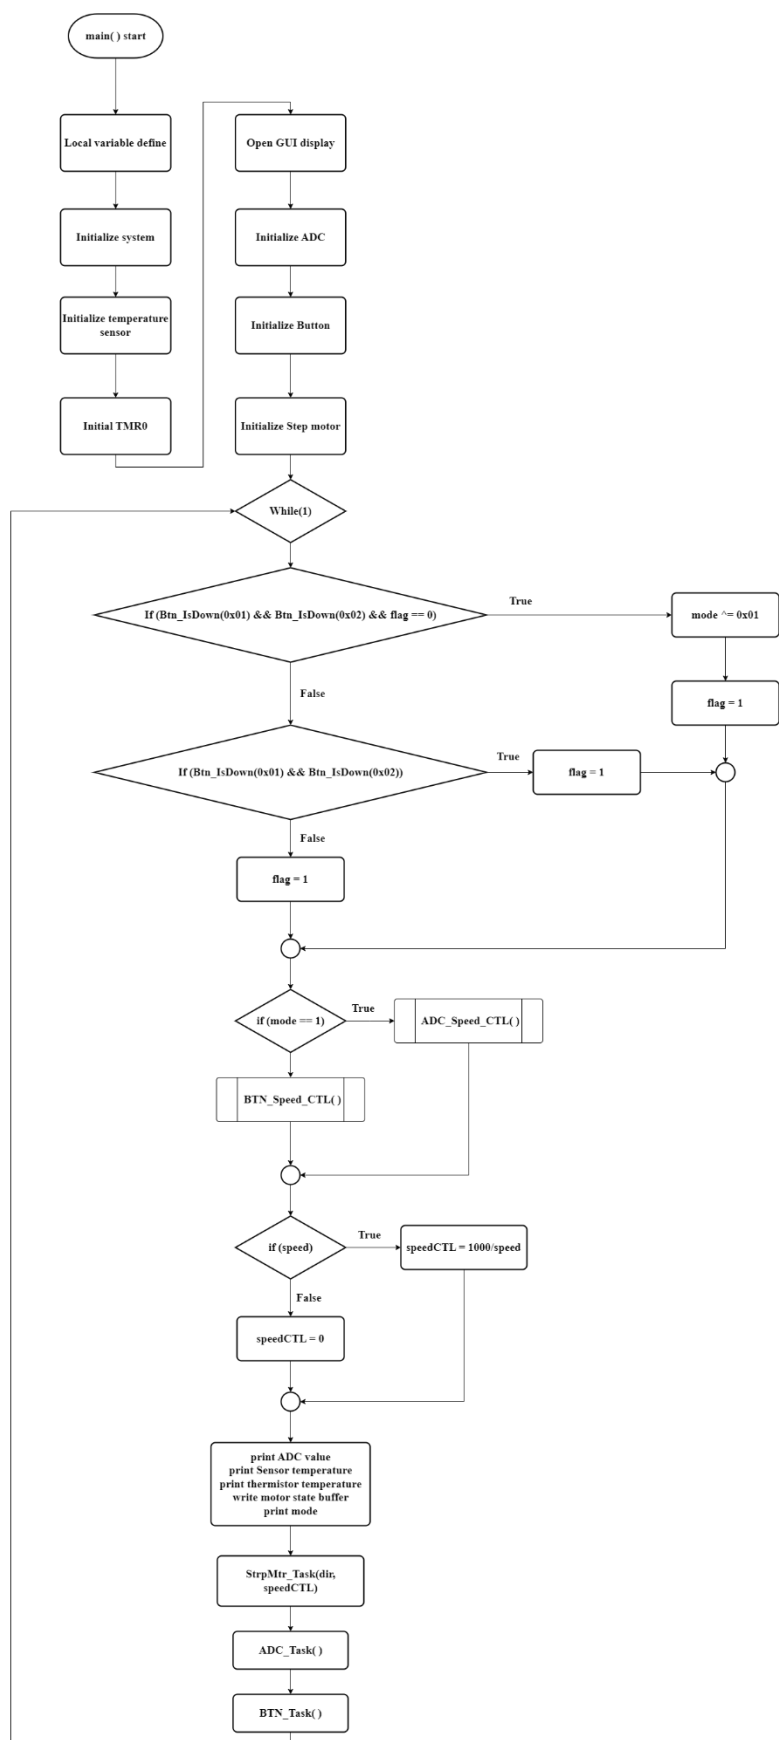 main( ) start
Local variable define
Initialize system
Initialize temperature
sensor
Initial TMR0
Open GUI display
Initialize ADC
Initialize Button
Initialize Step motor
While(1)
If (Btn_IsDown(0x01) && Btn_IsDown(0x02) && flag == 0)
True
mode ^= 0x01
flag = 1
False
If (Btn_IsDown(0x01) && Btn_IsDown(0x02))
True
flag = 1
False
flag = 1
if (mode == 1)
True
ADC_Speed_CTL( )
BTN_Speed_CTL( )
if (speed)
True
speedCTL = 1000/speed
False
speedCTL = 0
print ADC value
print Sensor temperature
print thermistor temperature
write motor state buffer
print mode
StrpMtr_Task(dir,
speedCTL)
ADC_Task( )
BTN_Task( )